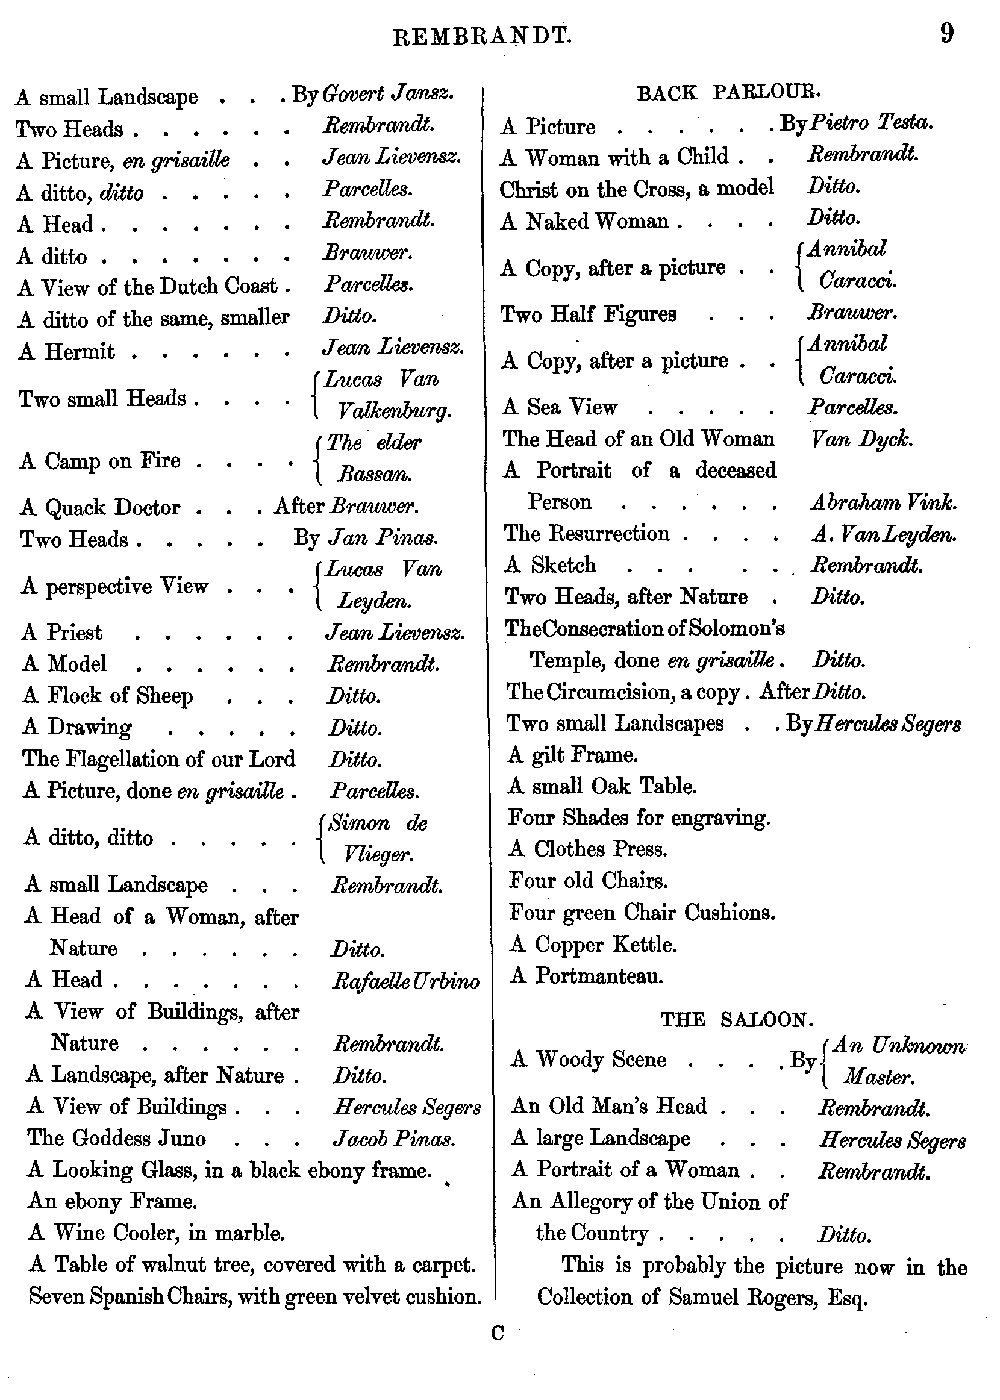 REMBRANDT.
9
A small Landscape . . . By Govert Jansz.
Two Heads . . . . . . Rembrandt.
A Picture, en grisaille . . Jean Lievensz.
A ditto, ditto . . . . . Parcelles.
A Head . . . . . . . Rembrandt.
A ditto . . . . . . . Brauwer.
A View of the Dutch Coast . Parcelles.
A ditto of the same, smaller Ditto.
A Hermit . . . . . . Jean Lievensz.
Two small Heads . . . . { Lucas Van
Valkenburg.
A Camp on Fire . . . . { The elder
Bassan.
A Quack Doctor . . . After Brauwer.
Two Heads . . . . . By Jan Pinas.
A perspective View . . . { Lucas Van
Leyden.
A Priest . . . . . . Jean Lievensz.
A Model . . . . . . Rembrandt.
A Flock of Sheep . . . Ditto.
A Drawing . . . . . Ditto.
The Flagellation of our Lord Ditto.
A Picture, done en grisaille . Parcelles.
A ditto, ditto . . . . . { Simon de
Vlieger.
A small Landscape . . . Rembrandt.
A Head of a Woman, after
Nature . . . . . . Ditto.
A Head . . . . . . . Rafaelle Urbino
A View of Buildings, after
Nature . . . . . . Rembrandt.
A Landscape, after Nature . Ditto.
A View of Buildings . . . Hercules Segers
The Goddess Juno . . . Jacob Pinas.
A Looking Glass, in a black ebony frame.
An ebony Frame.
A Wine Cooler, in marble.
A Table of walnut tree, covered with a carpet.
Seven Spanish Chairs, with green velvet cushion.
BACK PARLOUR.
A Picture . . . . . . By Pietro Testa.
A Woman with a Child . . Rembrandt.
Christ on the Cross, a model Ditto.
A Naked Woman . . . . Ditto.
A Copy, after a picture . . { Annibal
Caracci.
Two Half Figures . . . Brauwer.
A Copy, after a picture . . { Annibal
Caracci.
A Sea View . . . . . Parcelles.
The Head of an Old Woman Van Dyck.
A Portrait of a deceased
Person . . . . . . Abraham Vink.
The Resurrection . . . . A. Van Leyden.
A Sketch . . . . . . Rembrandt.
Two Heads, after Nature . Ditto.
The Consecration of Solomon's
Temple, done en grisaille . Ditto.
The Circumcision, a copy . After Ditto.
Two small Landscapes . . By Hercules Segers
A gilt Frame.
A small Oak Table.
Four Shades for engraving.
A Clothes Press.
Four old Chairs.
Four green Chair Cushions.
A Copper Kettle.
A Portmanteau.
THE SALOON.
A Woody Scene . . . . By { An Unknown
Master.
An Old Man's Head . . . Rembrandt.
A large Landscape . . . Hercules Segers
A Portrait of a Woman . . Rembrandt.
An Allegory of the Union of
the Country . . . . . Ditto.
This is probably the picture now in the
Collection of Samuel Rogers, Esq.
C